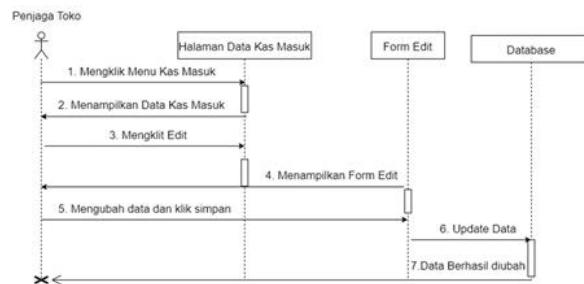 Penjaga Toko
Halaman Data Kas Masuk
Form Edit
Database
1. Mengklik Menu Kas Masuk
2. Menampilkan Data Kas Masuk
3. Mengklit Edit
4. Menampilkan Form Edit
5. Mengubah data dan klik simpan
6. Update Data
7.Data Berhasil diubah